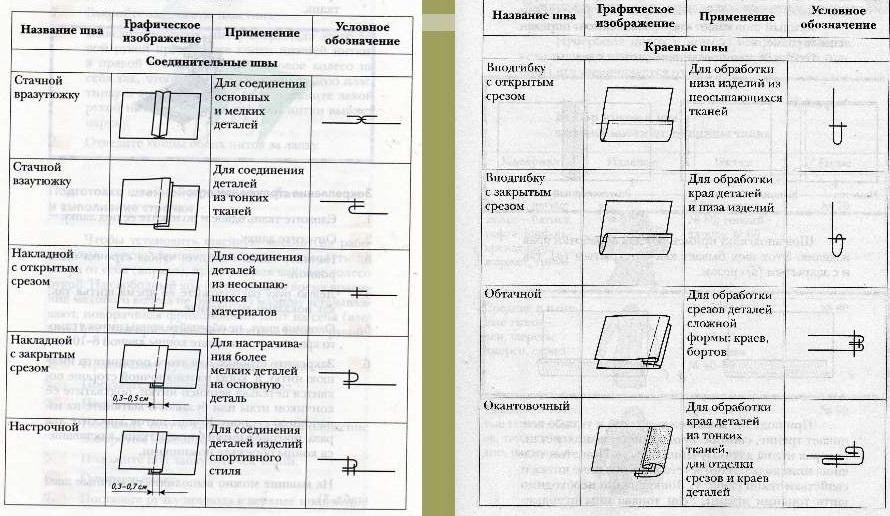 Название шва
Графическое
изображение
Применение
Условное
обозначение
Соединительные швы
Стачной
вразутюжку
Для соединения
основных
и мелких
деталей
Стачной
взаутюжку
Для соединения
деталей
из тонких
тканей
Накладной
с открытым
срезом
Для соединения
деталей
из неосыпаю-
щихся
материалов
Накладной
с закрытым
срезом
0,3–0,5 см
Для настрачива-
ния более
мелких деталей
на основную
деталь
Настрочной
0,3–0,7 см
Для соединения
деталей изделий
спортивного
стиля
Название шва
Графическое
изображение
Применение
Условное
обозначение
Краевые швы
Вподгибку
с открытым
срезом
Для обработки
низа изделий из
неосыпающихся
тканей
Вподгибку
с закрытым
срезом
Для обработки
края деталей
и низа изделий
Обтачной
Для обработки
срезов деталей
сложной
формы: краев,
бортов
Окантовочный
Для обработки
края деталей
из тонких
тканей,
для отделки
срезов и краев
деталей